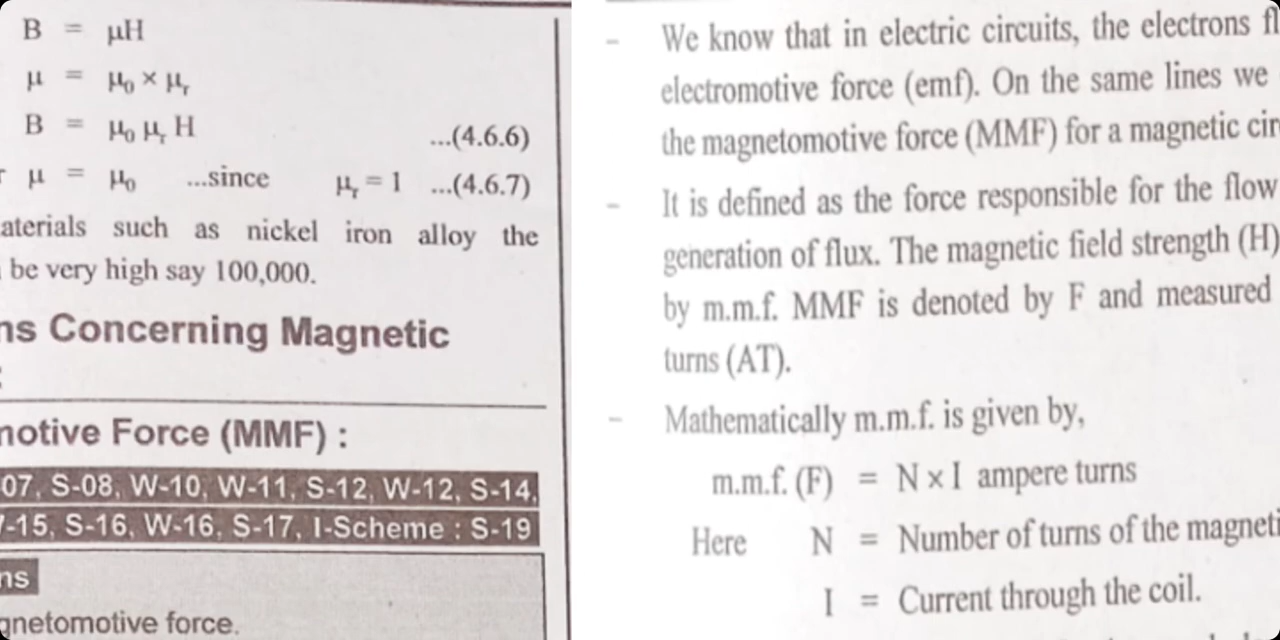 B = μH
μ = μ₀ × μᵣ
B = μ₀ μᵣ H ...(4.6.6)
μ = μ₀ ...since μᵣ = 1 ...(4.6.7)
aterials such as nickel iron alloy the
be very high say 100,000.
ns Concerning Magnetic
:
notive Force (MMF) :
07, S-08, W-10, W-11, S-12, W-12, S-14,
-15, S-16, W-16, S-17, I-Scheme : S-19
ns
gnetomotive force.
– We know that in electric circuits, the electrons fl
electromotive force (emf). On the same lines we
the magnetomotive force (MMF) for a magnetic cir
– It is defined as the force responsible for the flow
generation of flux. The magnetic field strength (H)
by m.m.f. MMF is denoted by F and measured
turns (AT).
– Mathematically m.m.f. is given by,
m.m.f. (F) = N × I ampere turns
Here N = Number of turns of the magneti
I = Current through the coil.